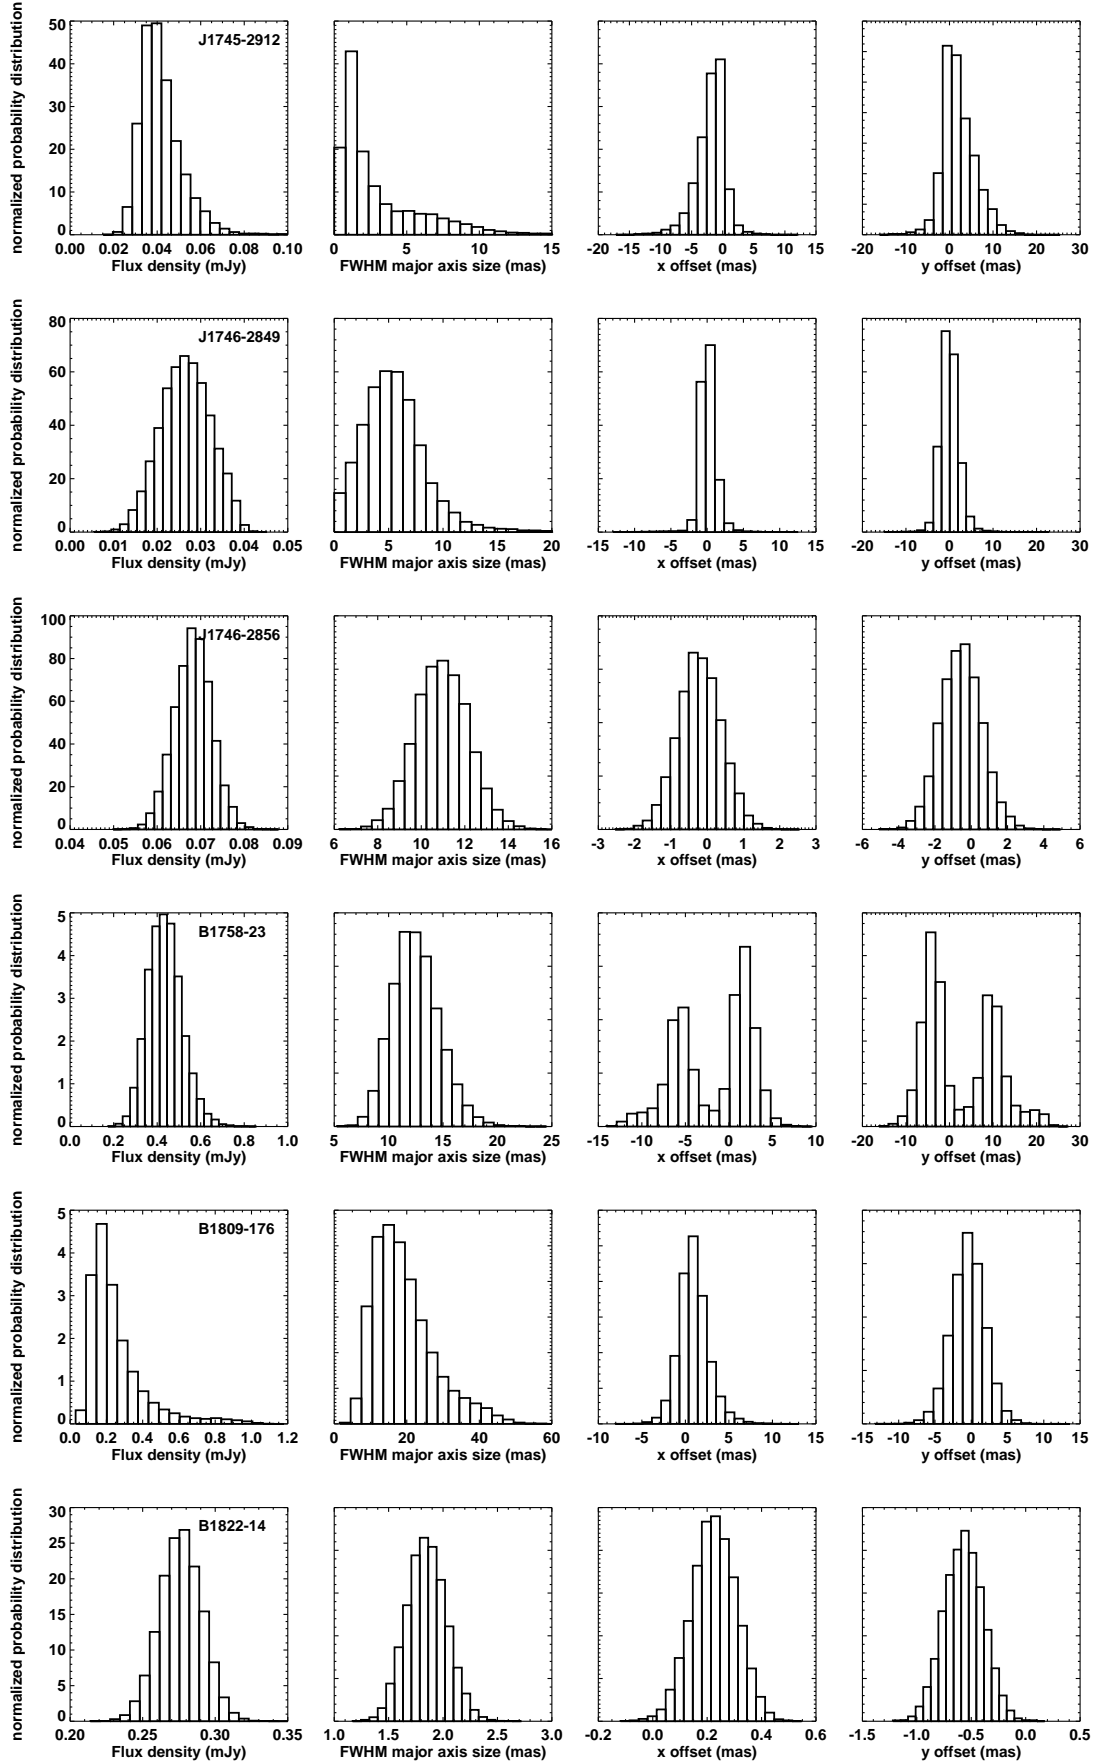 normalized probability distribution
50
40
30
20
10
0
J1745-2912
0.00 0.02 0.04 0.06 0.08 0.10
Flux density (mJy)
0 5 10 15
FWHM major axis size (mas)
-20 -15 -10 -5 0 5 10 15
x offset (mas)
-20 -10 0 10 20 30
y offset (mas)
normalized probability distribution
80
60
40
20
0
J1746-2849
0.00 0.01 0.02 0.03 0.04 0.05
Flux density (mJy)
0 5 10 15 20
FWHM major axis size (mas)
-15 -10 -5 0 5 10 15
x offset (mas)
-20 -10 0 10 20 30
y offset (mas)
normalized probability distribution
100
80
60
40
20
0
J1746-2856
0.04 0.05 0.06 0.07 0.08 0.09
Flux density (mJy)
6 8 10 12 14 16
FWHM major axis size (mas)
-3 -2 -1 0 1 2 3
x offset (mas)
-6 -4 -2 0 2 4 6
y offset (mas)
normalized probability distribution
5
4
3
2
1
0
B1758-23
0.0 0.2 0.4 0.6 0.8 1.0
Flux density (mJy)
5 10 15 20 25
FWHM major axis size (mas)
-15 -10 -5 0 5 10
x offset (mas)
-20 -10 0 10 20 30
y offset (mas)
normalized probability distribution
5
4
3
2
1
0
B1809-176
0.0 0.2 0.4 0.6 0.8 1.0 1.2
Flux density (mJy)
0 20 40 60
FWHM major axis size (mas)
-10 -5 0 5 10 15
x offset (mas)
-15 -10 -5 0 5 10 15
y offset (mas)
normalized probability distribution
30
25
20
15
10
5
0
B1822-14
0.20 0.25 0.30 0.35
Flux density (mJy)
1.0 1.5 2.0 2.5 3.0
FWHM major axis size (mas)
-0.2 0.0 0.2 0.4 0.6
x offset (mas)
-1.5 -1.0 -0.5 0.0 0.5
y offset (mas)